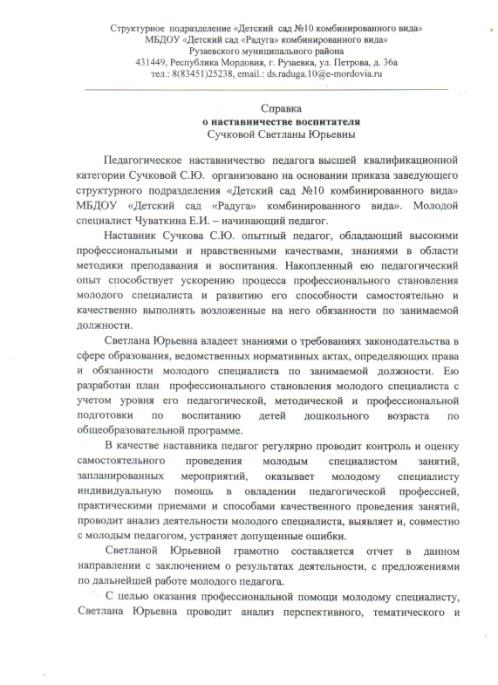 Структурное подразделение «Детский сад №10 комбинированного вида»
МБДОУ «Детский сад «Радуга» комбинированного вида»
Рузаевского муниципального района
431449, Республика Мордовия, г. Рузаевка, ул. Петрова, д. 36а
тел.: 8(83451)25238, email.: ds.raduga.10@e-mordovia.ru
Справка
о наставничестве воспитателя
Сучковой Светланы Юрьевны
Педагогическое наставничество педагога высшей квалификационной
категории Сучковой С.Ю. организовано на основании приказа заведующего
структурного подразделения «Детский сад №10 комбинированного вида»
МБДОУ «Детский сад «Радуга» комбинированного вида». Молодой
специалист Чуваткина Е.И. – начинающий педагог.
Наставник Сучкова С.Ю. опытный педагог, обладающий высокими
профессиональными и нравственными качествами, знаниями в области
методики преподавания и воспитания. Накопленный ею педагогический
опыт способствует ускорению процесса профессионального становления
молодого специалиста и развитию его способности самостоятельно и
качественно выполнять возложенные на него обязанности по занимаемой
должности.
Светлана Юрьевна владеет знаниями о требованиях законодательства в
сфере образования, ведомственных нормативных актах, определяющих права
и обязанности молодого специалиста по занимаемой должности. Ею
разработан план профессионального становления молодого специалиста с
учетом уровня его педагогической, методической и профессиональной
подготовки по воспитанию детей дошкольного возраста по
общеобразовательной программе.
В качестве наставника педагог регулярно проводит контроль и оценку
самостоятельного проведения молодым специалистом занятий,
запланированных мероприятий, оказывает молодому специалисту
индивидуальную помощь в овладении педагогической профессией,
практическими приемами и способами качественного проведения занятий,
проводит анализ деятельности молодого специалиста, выявляет и, совместно
с молодым педагогом, устраняет допущенные ошибки.
Светланой Юрьевной грамотно составляется отчет в данном
направлении с заключением о результатах деятельности, с предложениями
по дальнейшей работе молодого педагога.
С целью оказания профессиональной помощи молодому специалисту,
Светлана Юрьевна проводит анализ перспективного, тематического и